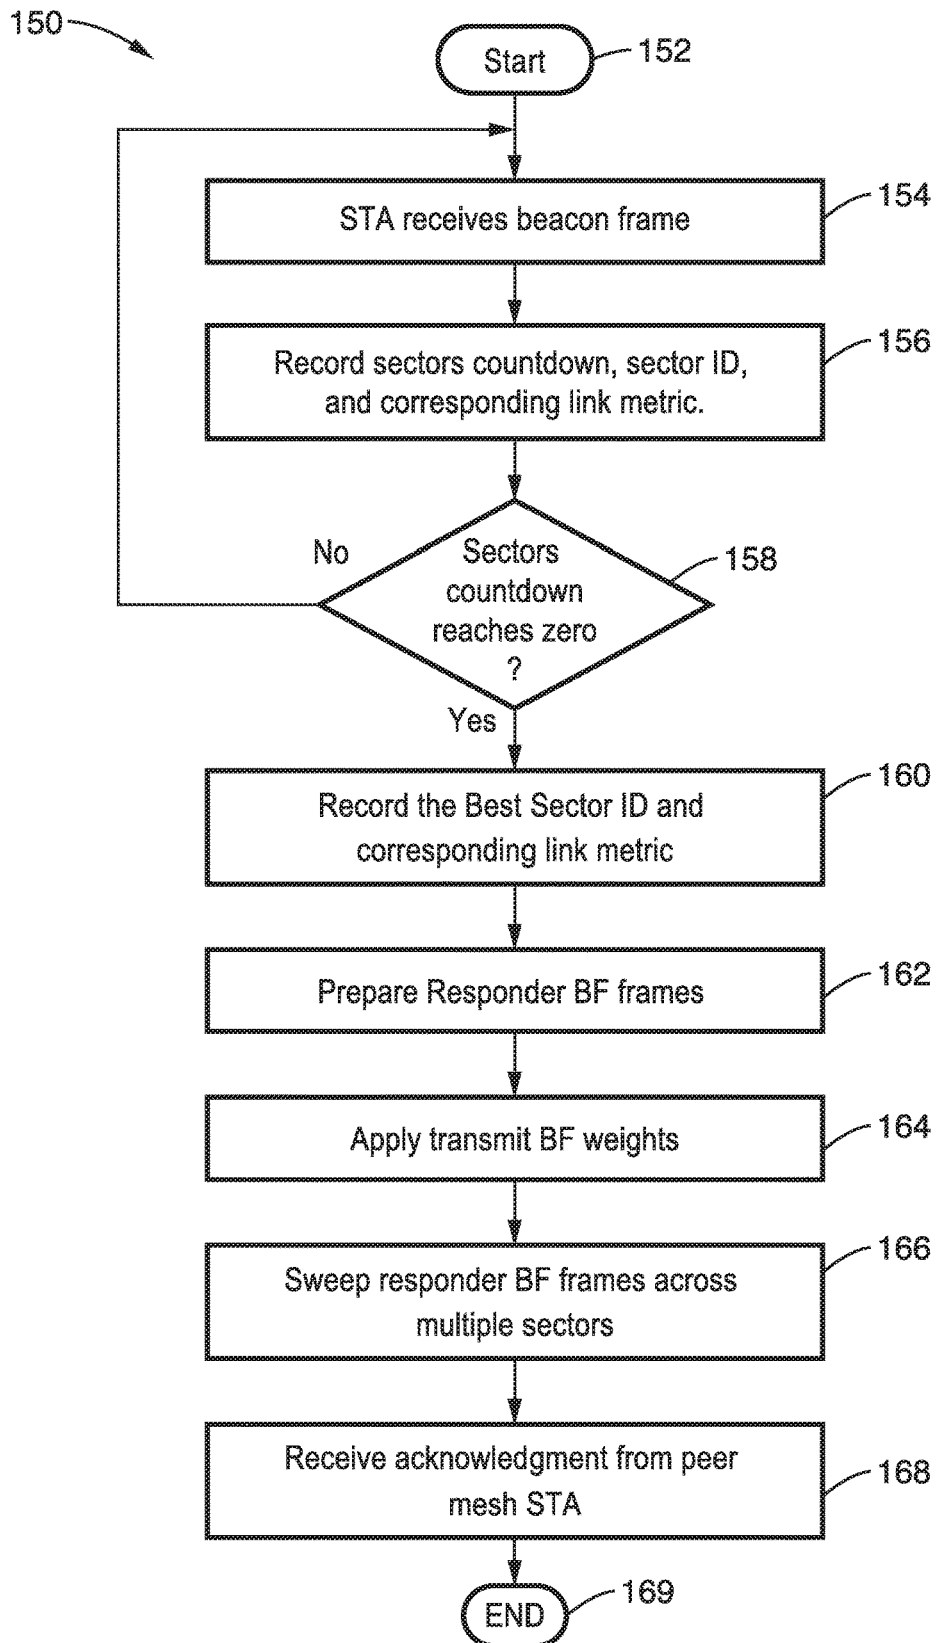 150
Start
152
STA receives beacon frame
154
Record sectors countdown, sector ID,
and corresponding link metric.
156
No
Sectors
countdown
reaches zero
?
158
Yes
Record the Best Sector ID and
corresponding link metric
160
Prepare Responder BF frames
162
Apply transmit BF weights
164
Sweep responder BF frames across
multiple sectors
166
Receive acknowledgment from peer
mesh STA
168
END
169